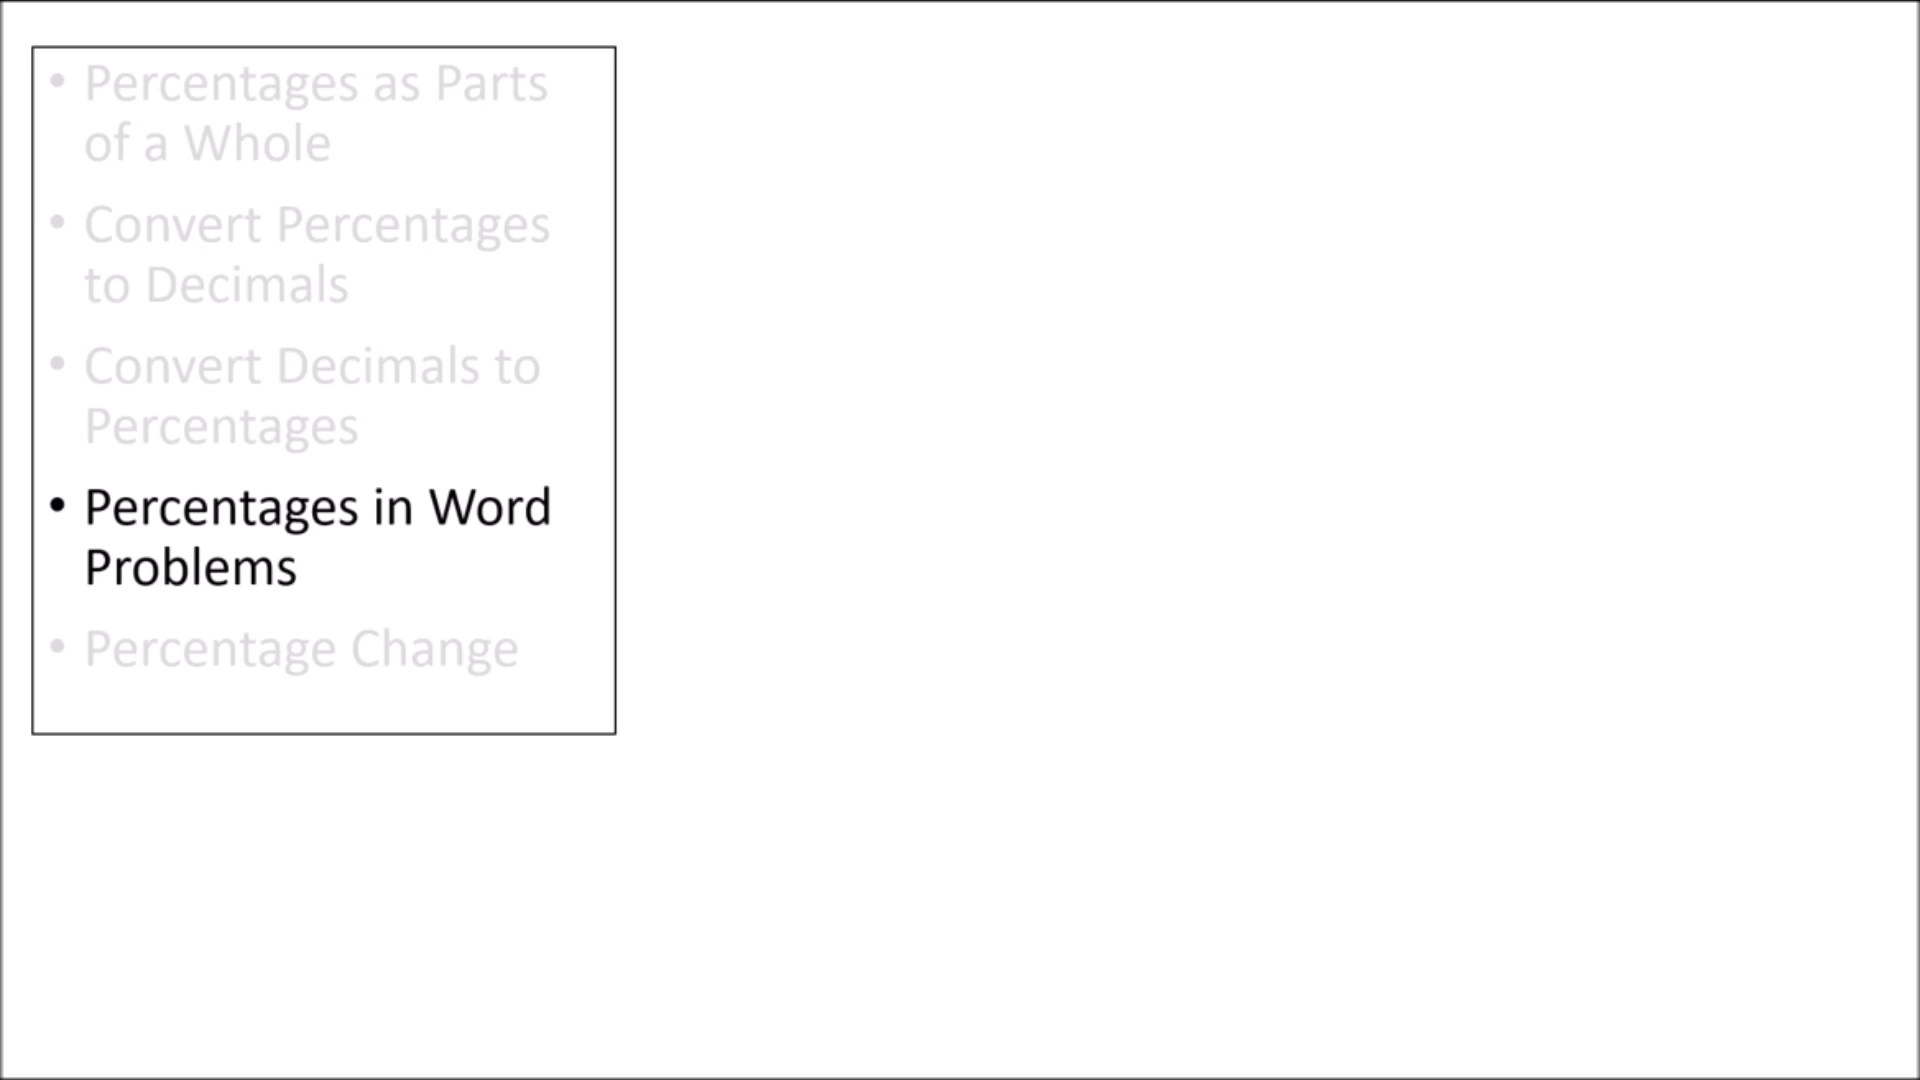 • Percentages as Parts
of a Whole
• Convert Percentages
to Decimals
• Convert Decimals to
Percentages
• Percentages in Word
Problems
• Percentage Change